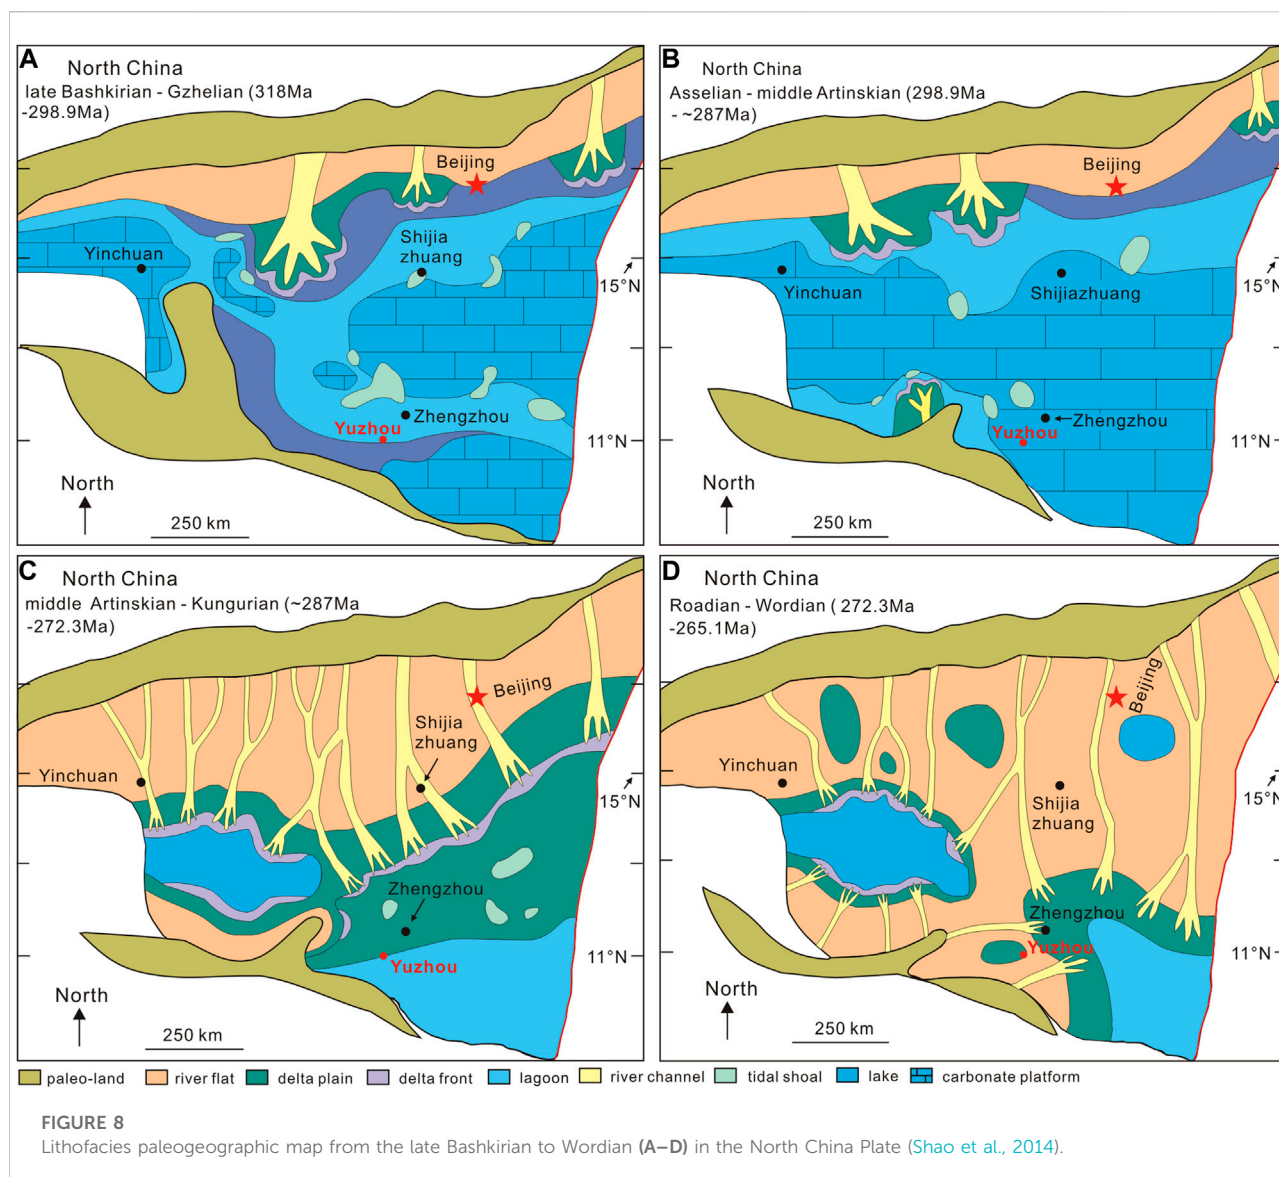 A
North China
late Bashkirian - Gzhelian (318Ma
-298.9Ma)
Beijing
Shijia
zhuang
Yinchuan
15°N
Zhengzhou
Yuzhou
11°N
North
250 km
B
North China
Asselian - middle Artinskian (298.9Ma
- ~287Ma)
Beijing
Yinchuan
Shijiazhuang
15°N
Zhengzhou
Yuzhou
11°N
North
250 km
C
North China
middle Artinskian - Kungurian (~287Ma
-272.3Ma)
Beijing
Shijia
zhuang
Yinchuan
15°N
Zhengzhou
Yuzhou
11°N
North
250 km
D
North China
Roadian - Wordian ( 272.3Ma
-265.1Ma)
Beijing
Yinchuan
Shijia
zhuang
15°N
Zhengzhou
Yuzhou
11°N
North
250 km
paleo-land river flat delta plain delta front lagoon river channel tidal shoal lake carbonate platform
FIGURE 8
Lithofacies paleogeographic map from the late Bashkirian to Wordian (A–D) in the North China Plate (Shao et al., 2014).